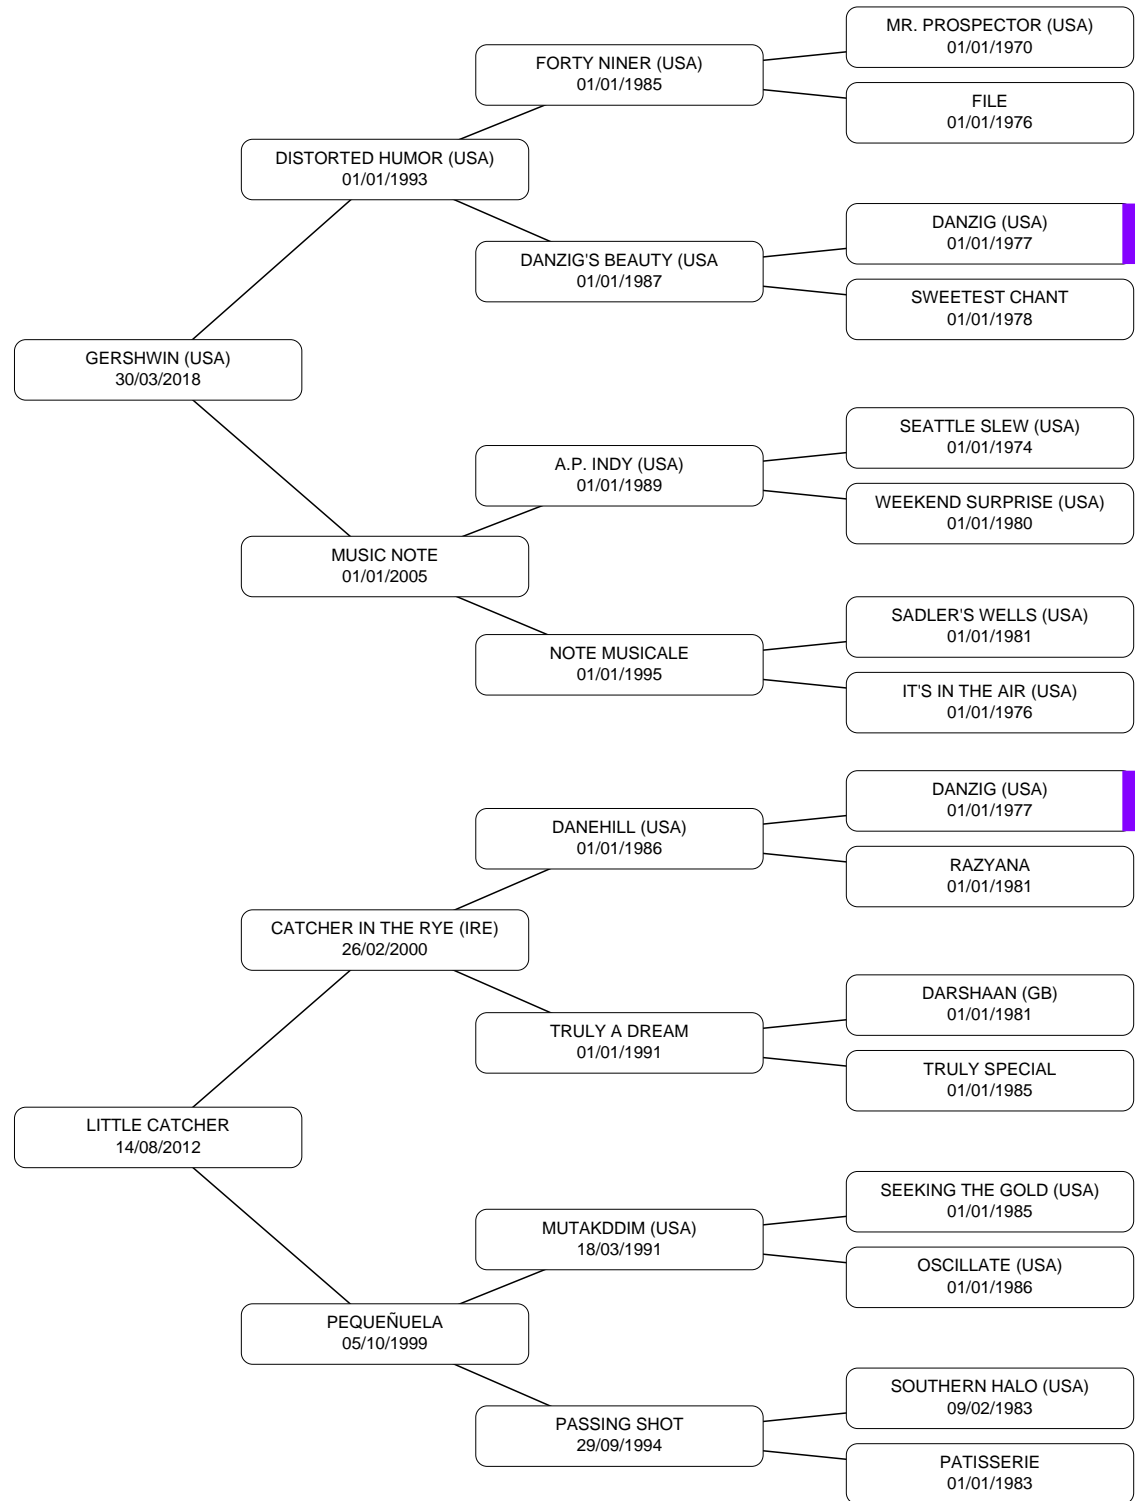 MR. PROSPECTOR (USA)
01/01/1970
FORTY NINER (USA)
01/01/1985
FILE
01/01/1976
DISTORTED HUMOR (USA)
01/01/1993
DANZIG (USA)
01/01/1977
DANZIG'S BEAUTY (USA
01/01/1987
SWEETEST CHANT
01/01/1978
GERSHWIN (USA)
30/03/2018
SEATTLE SLEW (USA)
01/01/1974
A.P. INDY (USA)
01/01/1989
WEEKEND SURPRISE (USA)
01/01/1980
MUSIC NOTE
01/01/2005
SADLER'S WELLS (USA)
01/01/1981
NOTE MUSICALE
01/01/1995
IT'S IN THE AIR (USA)
01/01/1976
DANZIG (USA)
01/01/1977
DANEHILL (USA)
01/01/1986
RAZYANA
01/01/1981
CATCHER IN THE RYE (IRE)
26/02/2000
DARSHAAN (GB)
01/01/1981
TRULY A DREAM
01/01/1991
TRULY SPECIAL
01/01/1985
LITTLE CATCHER
14/08/2012
SEEKING THE GOLD (USA)
01/01/1985
MUTAKDDIM (USA)
18/03/1991
OSCILLATE (USA)
01/01/1986
PEQUEÑUELA
05/10/1999
SOUTHERN HALO (USA)
09/02/1983
PASSING SHOT
29/09/1994
PATISSERIE
01/01/1983